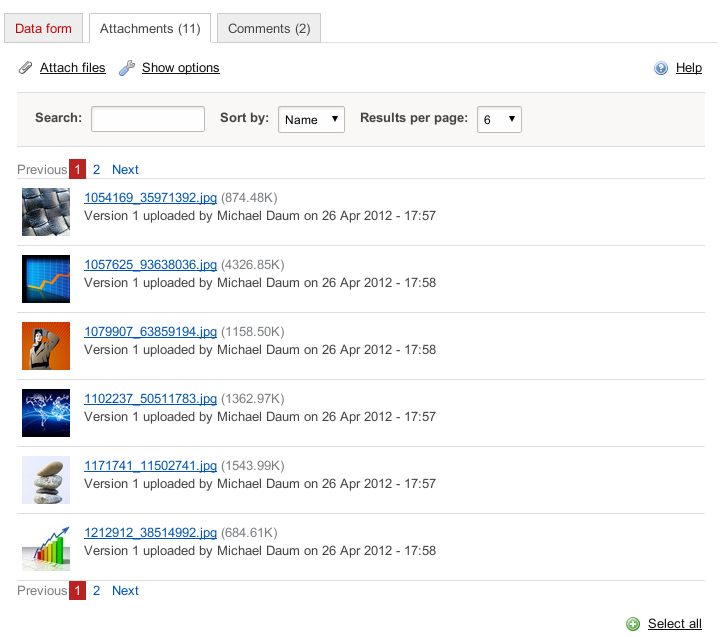 Data form Attachments (11) Comments (2)
Attach files Show options Help
Search: Sort by: Name Results per page: 6
Previous 1 2 Next
1054169_35971392.jpg (874.48K)
Version 1 uploaded by Michael Daum on 26 Apr 2012 - 17:57
1057625_93638036.jpg (4326.85K)
Version 1 uploaded by Michael Daum on 26 Apr 2012 - 17:58
1079907_63859194.jpg (1158.50K)
Version 1 uploaded by Michael Daum on 26 Apr 2012 - 17:58
1102237_50511783.jpg (1362.97K)
Version 1 uploaded by Michael Daum on 26 Apr 2012 - 17:57
1171741_11502741.jpg (1543.99K)
Version 1 uploaded by Michael Daum on 26 Apr 2012 - 17:57
1212912_38514992.jpg (684.61K)
Version 1 uploaded by Michael Daum on 26 Apr 2012 - 17:58
Previous 1 2 Next
Select all